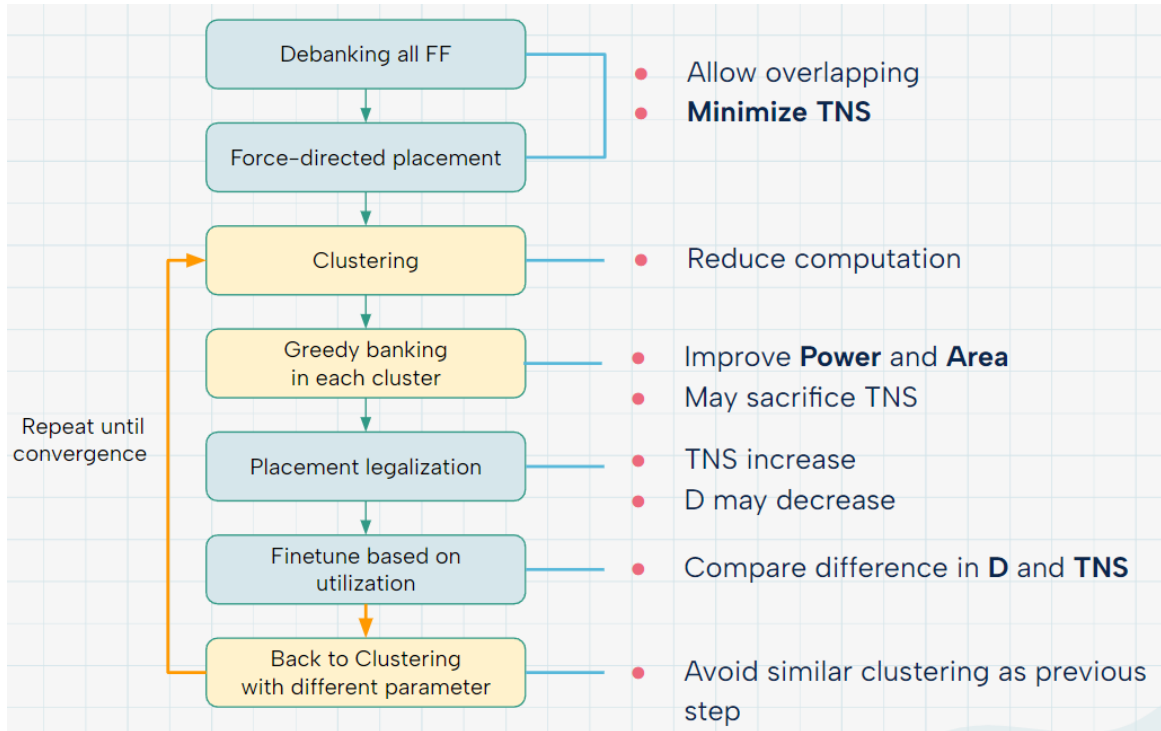 Debanking all FF
Allow overlapping
Minimize TNS
Force-directed placement
Clustering
Reduce computation
Greedy banking
in each cluster
Improve Power and Area
May sacrifice TNS
Repeat until
convergence
Placement legalization
TNS increase
D may decrease
Finetune based on
utilization
Compare difference in D and TNS
Back to Clustering
with different parameter
Avoid similar clustering as previous
step